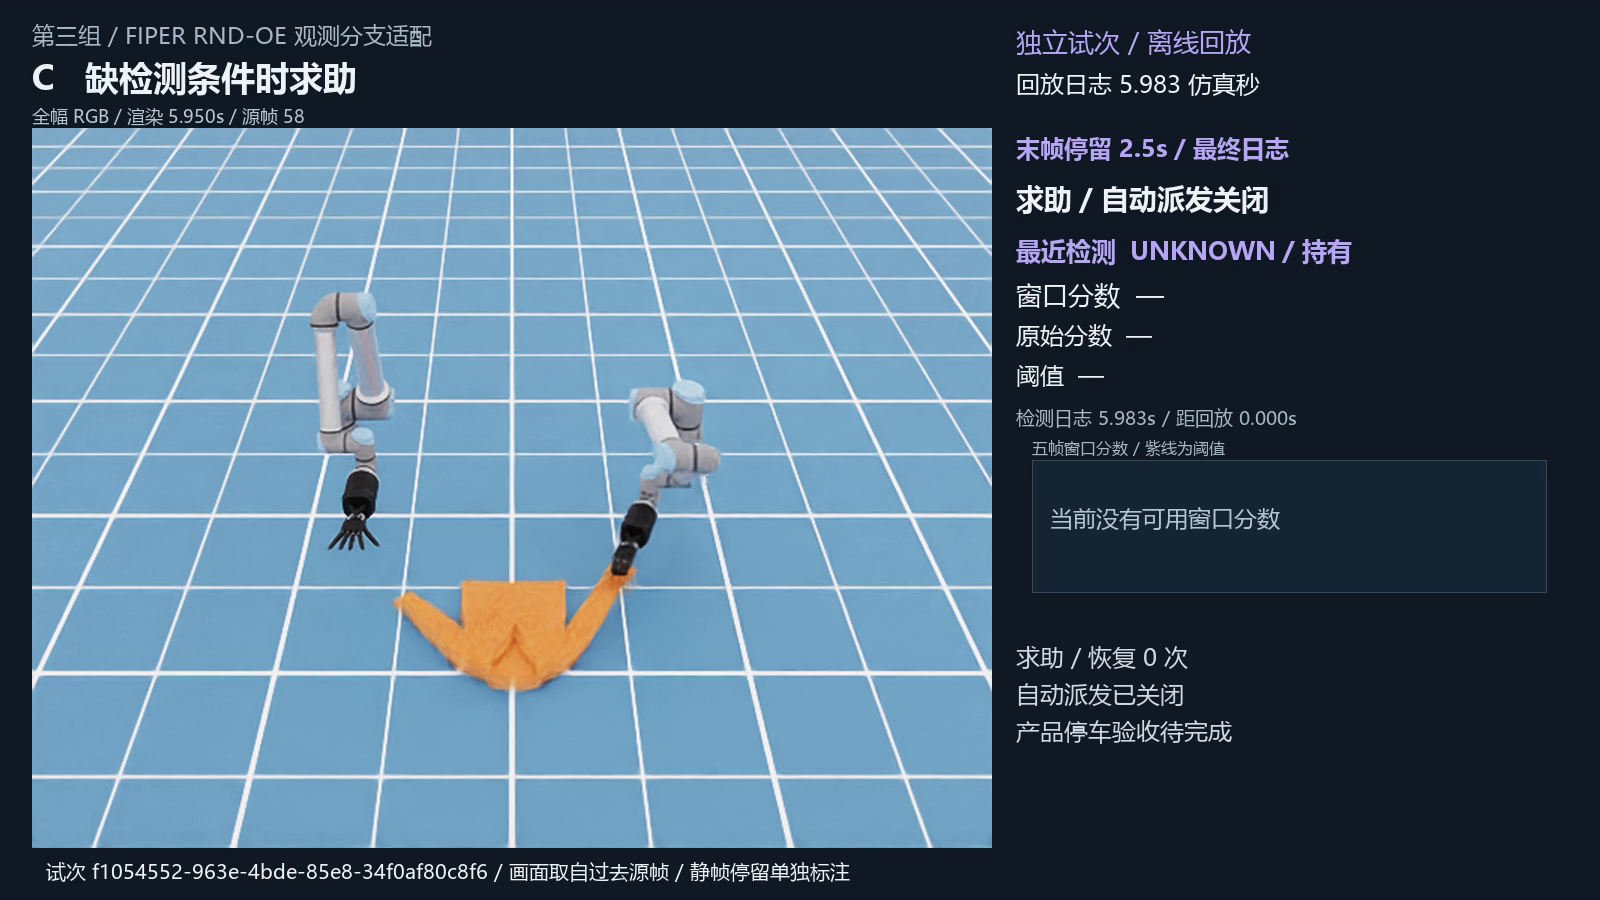 第三组 / FIPER RND-OE 观测分支适配
C 缺检测条件时求助
全幅 RGB / 渲染 5.950s / 源帧 58
独立试次 / 离线回放
回放日志 5.983 仿真秒
末帧停留 2.5s / 最终日志
求助 / 自动派发关闭
最近检测 UNKNOWN / 持有
窗口分数 —
原始分数 —
阈值 —
检测日志 5.983s / 距回放 0.000s
五帧窗口分数 / 紫线为阈值
当前没有可用窗口分数
求助 / 恢复 0 次
自动派发已关闭
产品停车验收待完成
试次 f1054552-963e-4bde-85e8-34f0af80c8f6 / 画面取自过去源帧 / 静帧停留单独标注